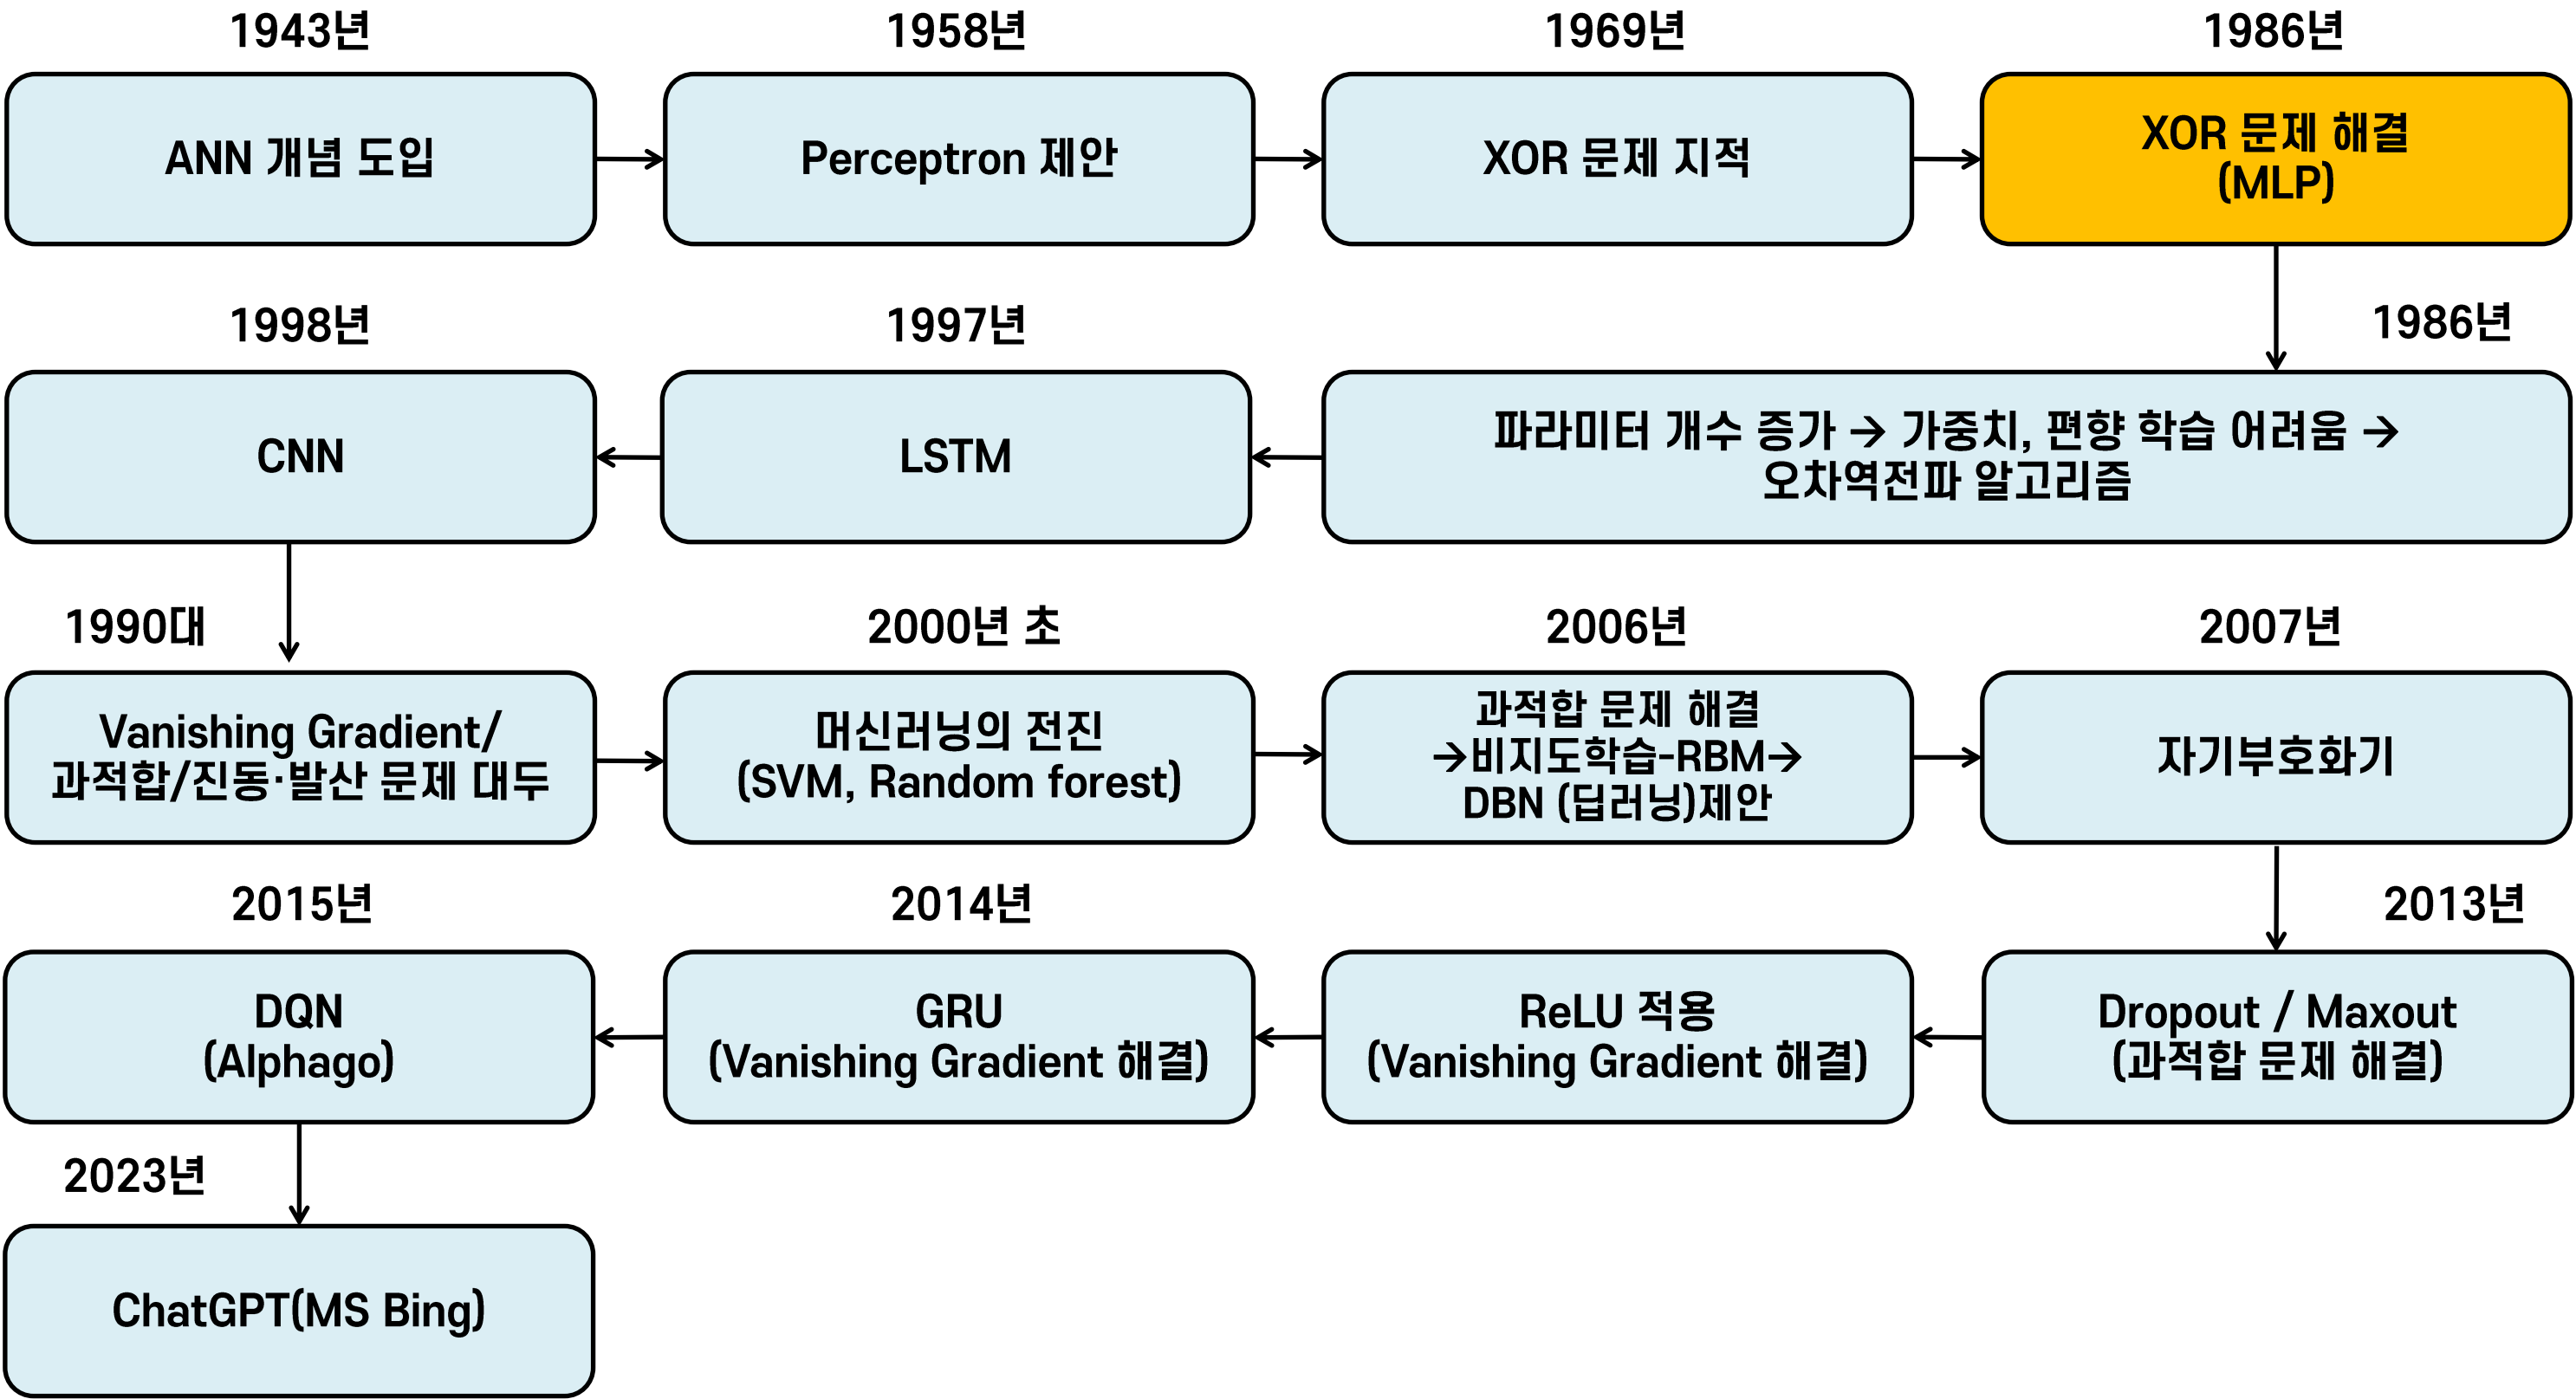 1943년
ANN 개념 도입
1958년
Perceptron 제안
1969년
XOR 문제 지적
1986년
XOR 문제 해결
(MLP)
1986년
파라미터 개수 증가 → 가중치, 편향 학습 어려움 →
오차역전파 알고리즘
1997년
LSTM
1998년
CNN
1990대
Vanishing Gradient/
과적합/진동·발산 문제 대두
2000년 초
머신러닝의 전진
(SVM, Random forest)
2006년
과적합 문제 해결
→비지도학습-RBM→
DBN (딥러닝)제안
2007년
자기부호화기
2013년
Dropout / Maxout
(과적합 문제 해결)
ReLU 적용
(Vanishing Gradient 해결)
2014년
GRU
(Vanishing Gradient 해결)
2015년
DQN
(Alphago)
2023년
ChatGPT(MS Bing)